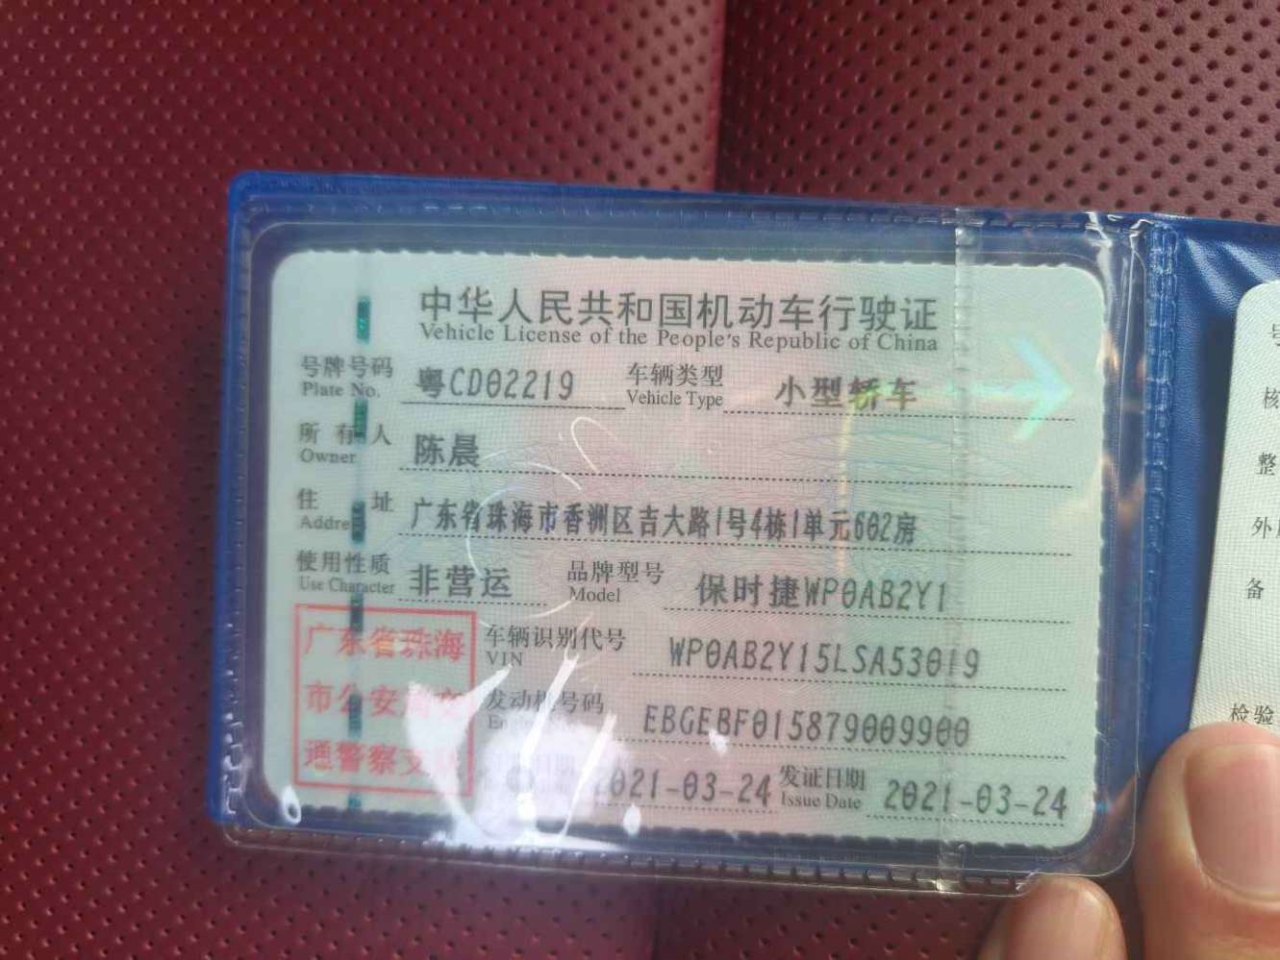 中华人民共和国机动车行驶证
Vehicle License of the People's Republic of China
号牌号码 粤CD02219 车辆类型 小型轿车
Plate No. Vehicle Type
所有人 陈晨
Owner
住址 广东省珠海市香洲区吉大路1号4栋1单元602房
Addre
使用性质 非营运 品牌型号 保时捷WP0AB2Y1
Use Character Model
车辆识别代号 WP0AB2Y15LSA53019
VIN
发动机号码 EBGEBF015879009900
2021-03-24 发证日期 2021-03-24
Issue Date
广东省珠海
市公安
通警察支
号
核
整
外
备
检验